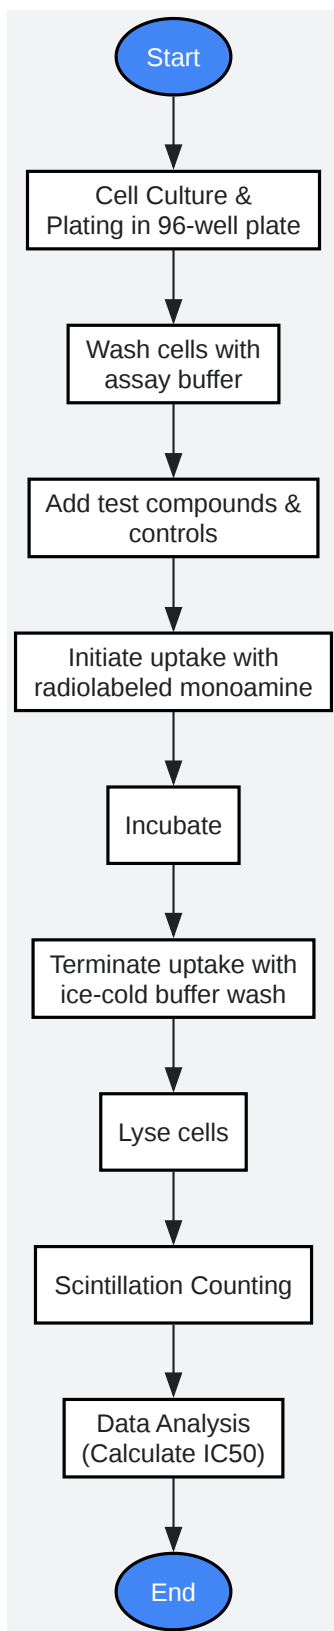 Start
Cell Culture &
Plating in 96-well plate
Wash cells with
assay buffer
Add test compounds &
controls
Initiate uptake with
radiolabeled monoamine
Incubate
Terminate uptake with
ice-cold buffer wash
Lyse cells
Scintillation Counting
Data Analysis
(Calculate IC50)
End